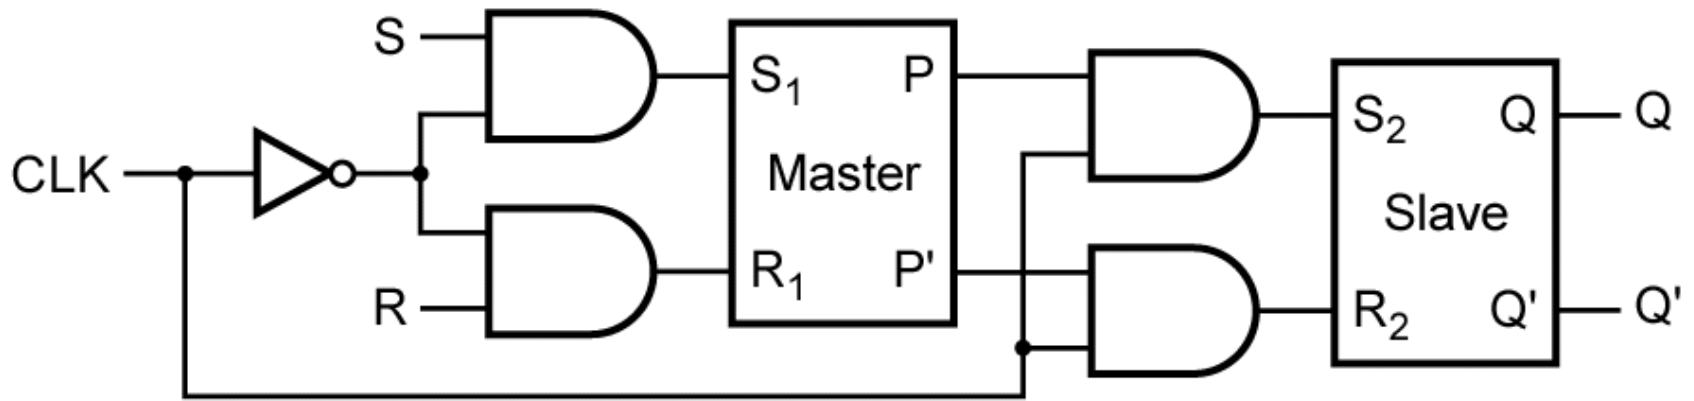 S
CLK
R
S₁
P
Master
R₁
P'
S₂
Q
Slave
R₂
Q'
Q
Q'